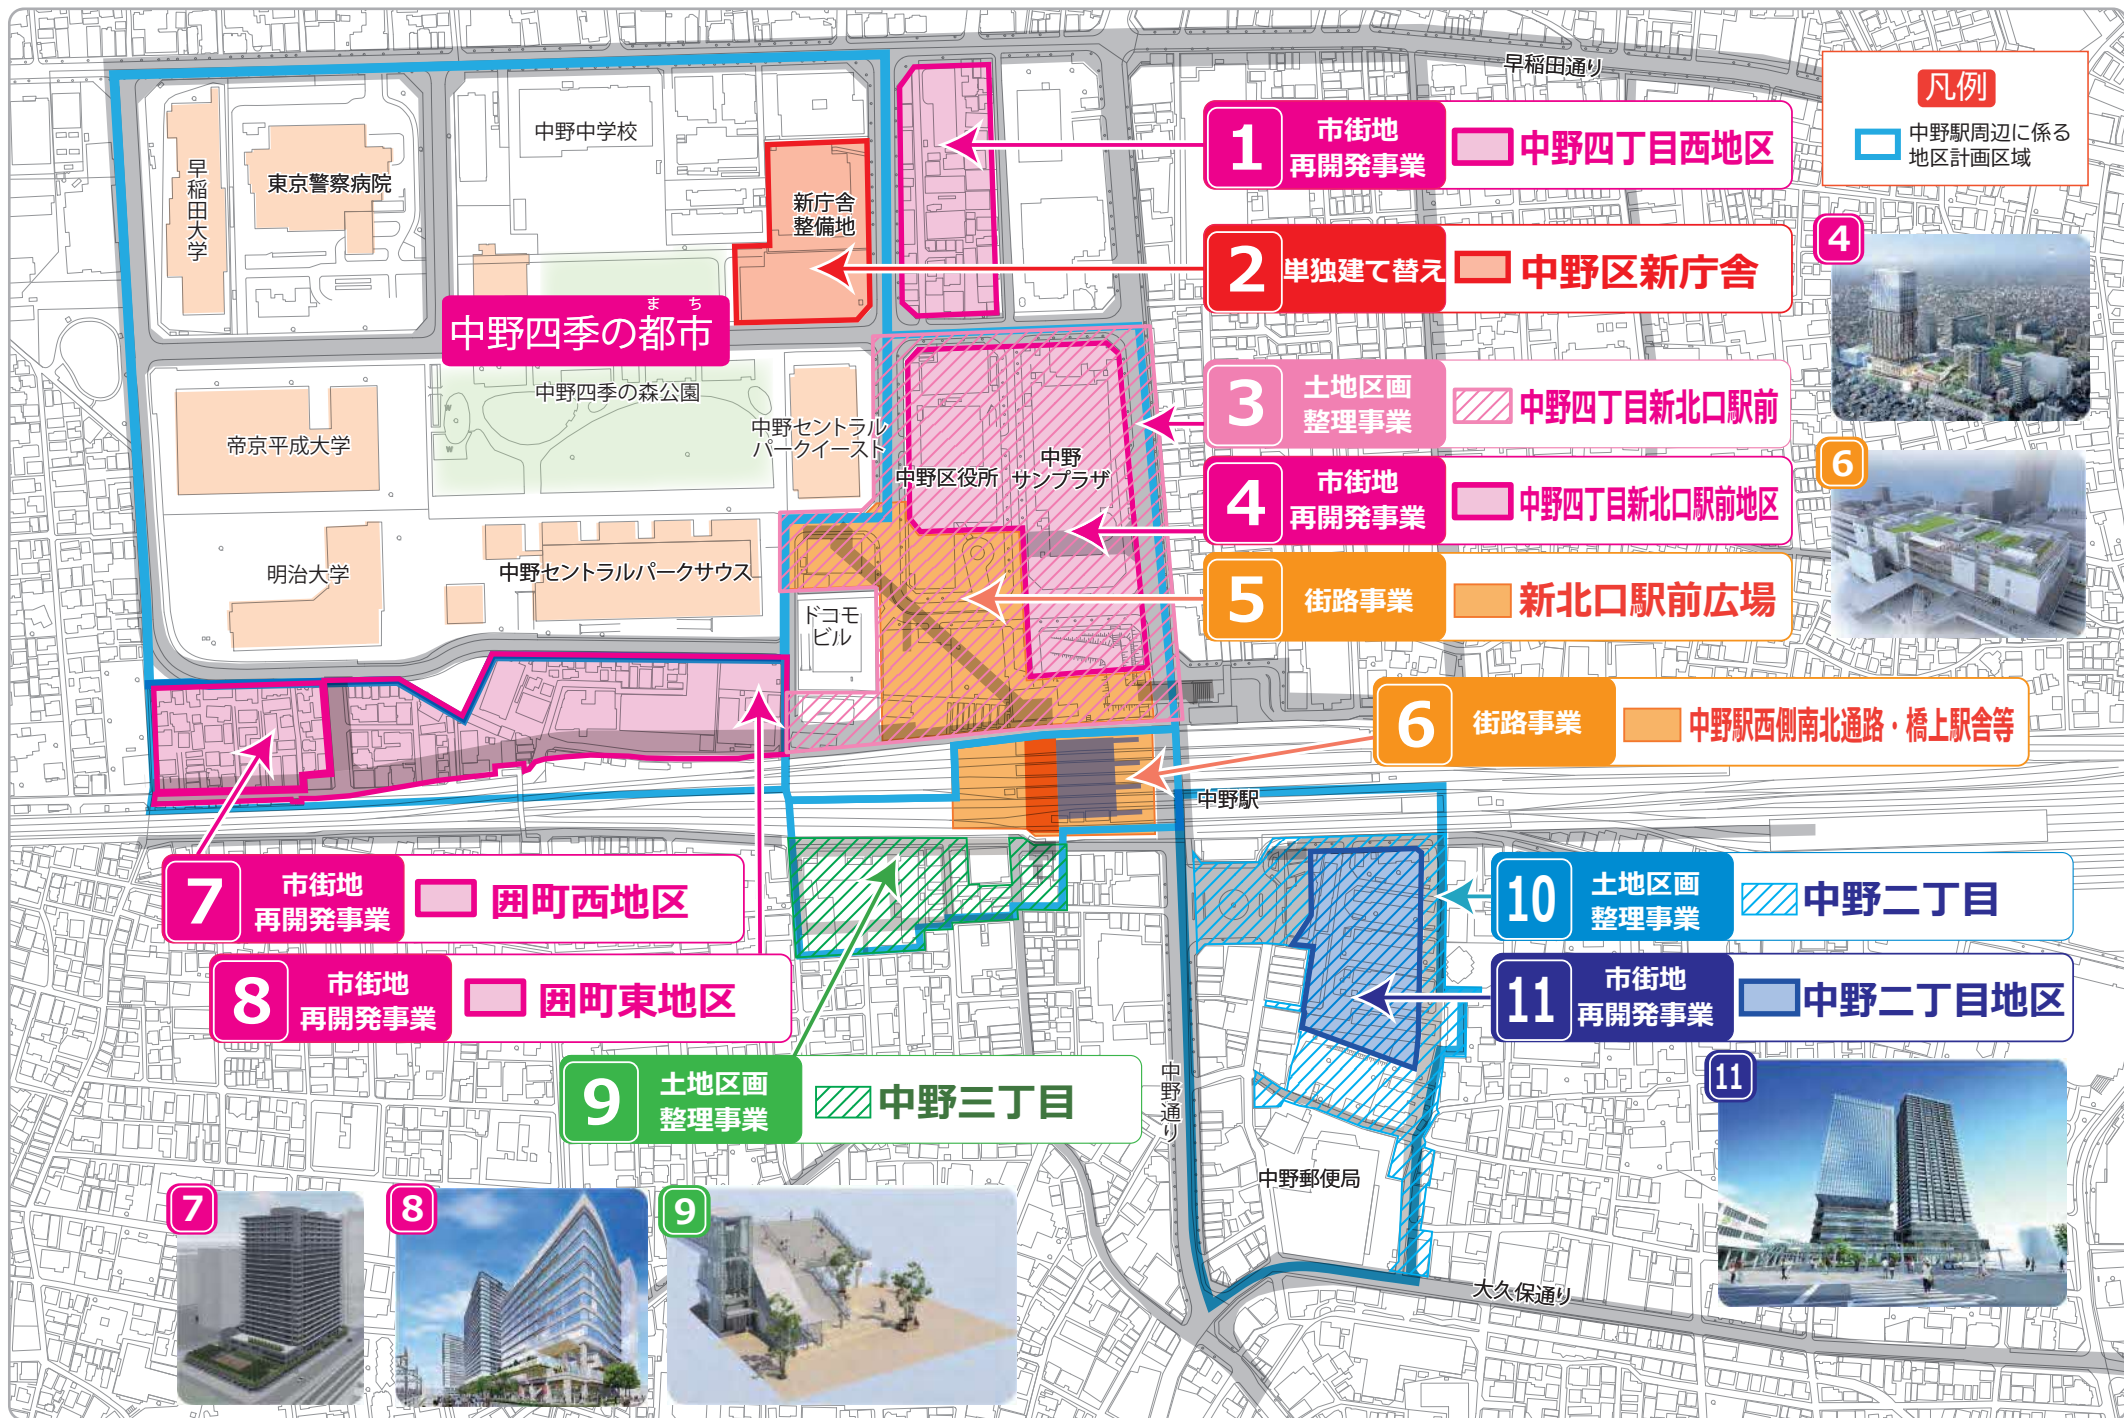 早稲田通り
凡例
中野駅周辺に係る
地区計画区域
1
市街地
再開発事業
中野四丁目西地区
2
単独建て替え
中野区新庁舎
3
土地区画
整理事業
中野四丁目新北口駅前
4
市街地
再開発事業
中野四丁目新北口駅前地区
5
街路事業
新北口駅前広場
6
街路事業
中野駅西側南北通路・橋上駅舎等
4
6
早稲田大学
東京警察病院
中野中学校
新庁舎
整備地
まち
中野四季の都市
中野四季の森公園
帝京平成大学
中野セントラル
パークイースト
中野区役所
中野
サンプラザ
明治大学
中野セントラルパークサウス
ドコモ
ビル
中野駅
7
市街地
再開発事業
囲町西地区
8
市街地
再開発事業
囲町東地区
9
土地区画
整理事業
中野三丁目
10
土地区画
整理事業
中野二丁目
11
市街地
再開発事業
中野二丁目地区
11
中野通り
中野郵便局
大久保通り
7
8
9